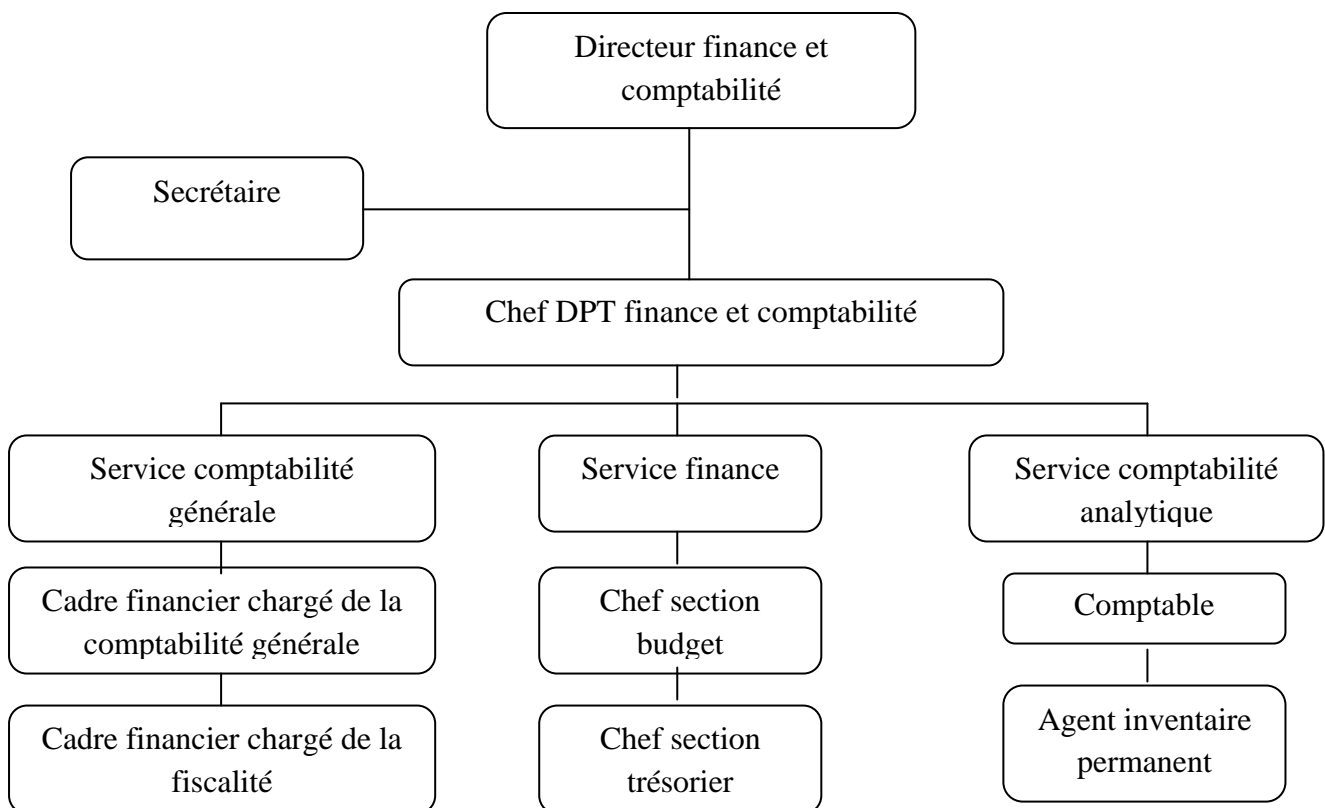 Directeur finance et
comptabilité
Secrétaire
Chef DPT finance et comptabilité
Service comptabilité
générale
Service finance
Service comptabilité
analytique
Cadre financier chargé de la
comptabilité générale
Chef section
budget
Comptable
Cadre financier chargé de la
fiscalité
Chef section
trésorier
Agent inventaire
permanent